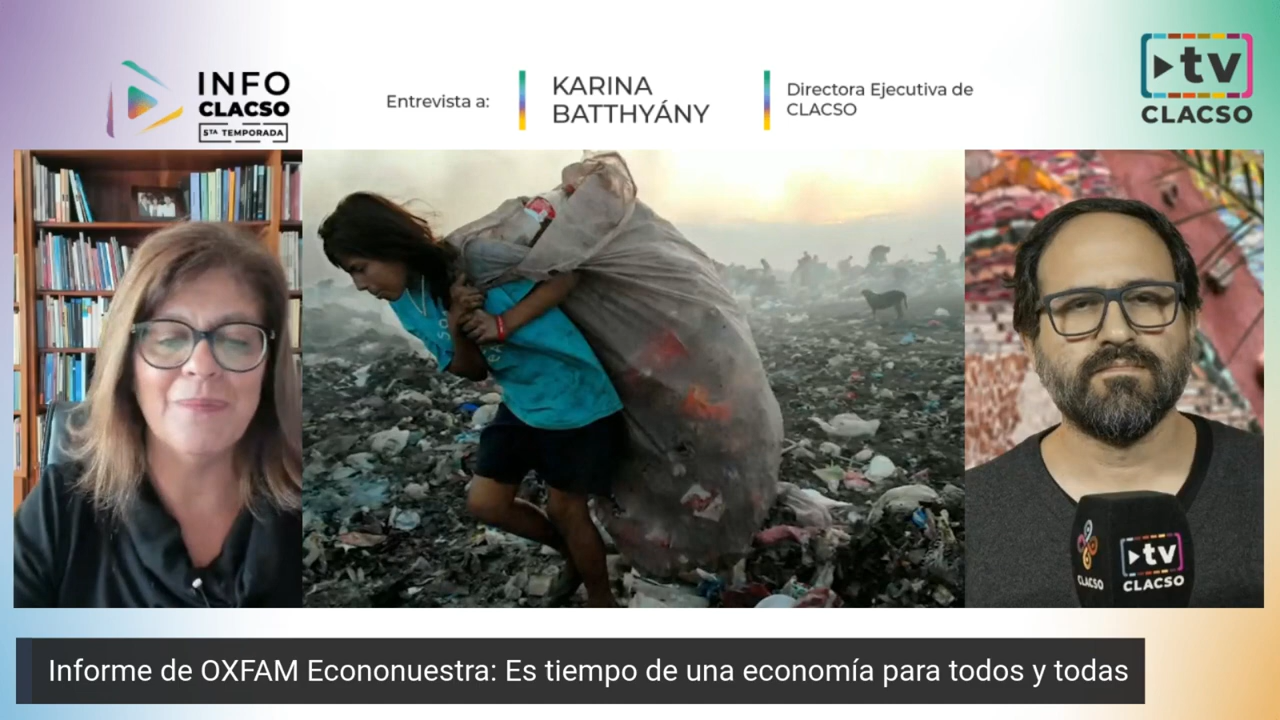 INFO
CLACSO
5TA TEMPORADA
Entrevista a:
KARINA
BATTHYÁNY
Directora Ejecutiva de
CLACSO
tv
CLACSO
CLACSO
tv
CLACSO
Informe de OXFAM Econonuestra: Es tiempo de una economía para todos y todas